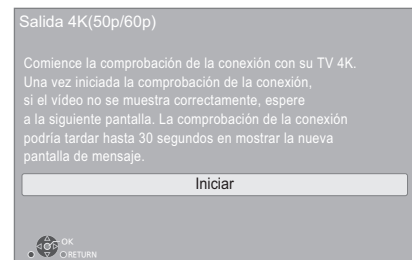 Salida 4K(50p/60p)
Comience la comprobación de la conexión con su TV 4K.
Una vez iniciada la comprobación de la conexión,
si el vídeo no se muestra correctamente, espere
a la siguiente pantalla. La comprobación de la conexión
podría tardar hasta 30 segundos en mostrar la nueva
pantalla de mensaje.
Iniciar
OK
RETURN